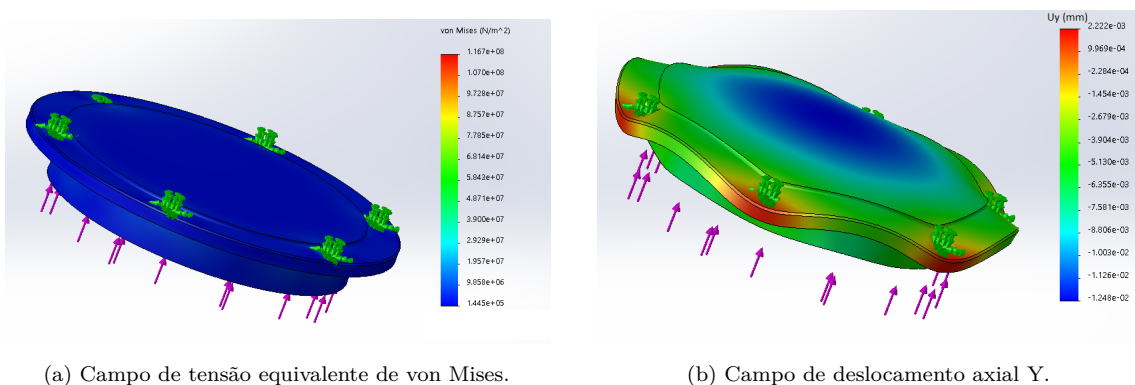 von Mises (N/m^2)
1.167e+08
1.070e+08
9.728e+07
8.757e+07
7.785e+07
6.814e+07
5.843e+07
4.871e+07
3.900e+07
2.929e+07
1.957e+07
9.858e+06
1.445e+05
Uy (mm)
2.222e-03
9.969e-04
-2.284e-04
-1.454e-03
-2.679e-03
-3.904e-03
-5.130e-03
-6.355e-03
-7.581e-03
-8.806e-03
-1.003e-02
-1.126e-02
-1.248e-02
(a) Campo de tensão equivalente de von Mises.
(b) Campo de deslocamento axial Y.